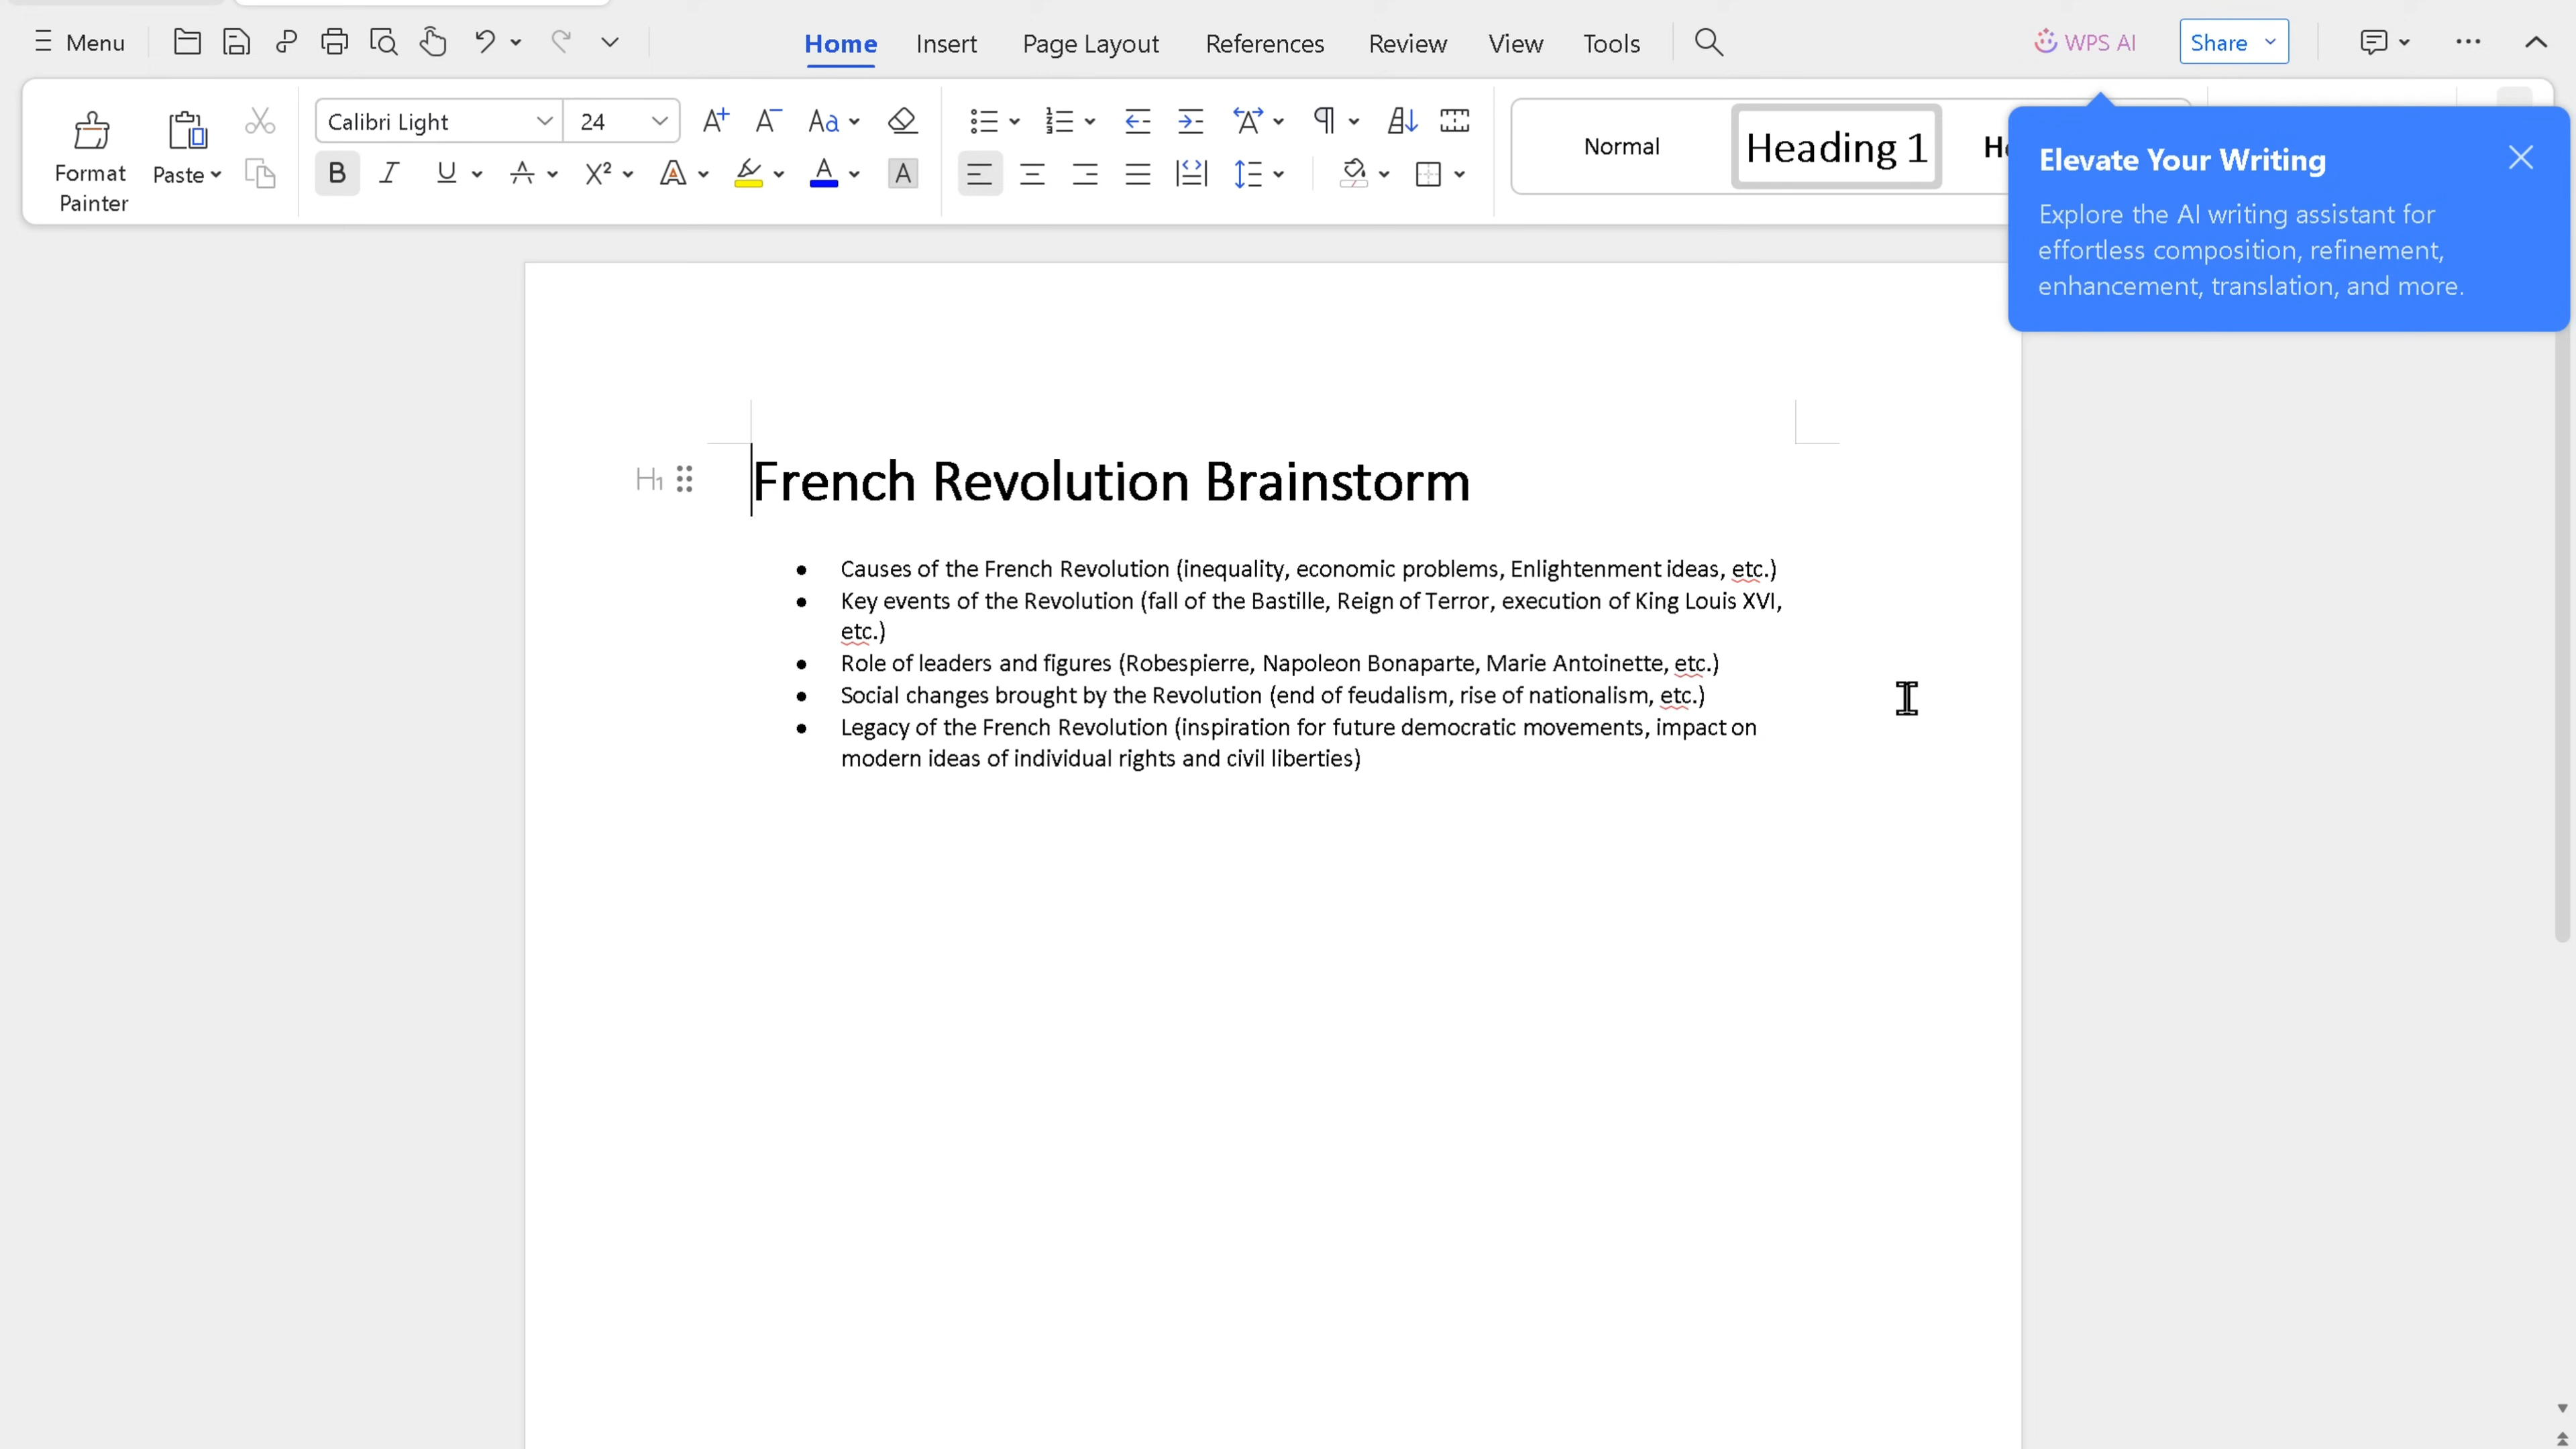 Menu
Home Insert Page Layout References Review View Tools
WPS AI Share
Format Painter
Paste
Calibri Light 24
Normal Heading 1 He
Elevate Your Writing
Explore the AI writing assistant for
effortless composition, refinement,
enhancement, translation, and more.
H1
French Revolution Brainstorm
• Causes of the French Revolution (inequality, economic problems, Enlightenment ideas, etc.)
• Key events of the Revolution (fall of the Bastille, Reign of Terror, execution of King Louis XVI,
etc.)
• Role of leaders and figures (Robespierre, Napoleon Bonaparte, Marie Antoinette, etc.)
• Social changes brought by the Revolution (end of feudalism, rise of nationalism, etc.)
• Legacy of the French Revolution (inspiration for future democratic movements, impact on
modern ideas of individual rights and civil liberties)